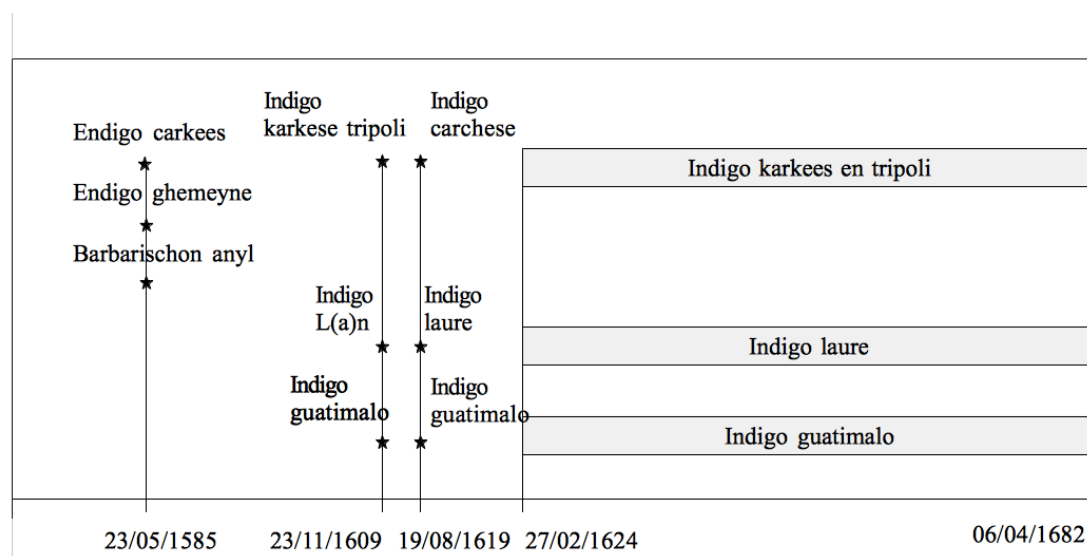 Endigo carkees
Endigo ghemeyne
Barbarischon anyl
Indigo
karkese tripoli
Indigo
L(a)n
Indigo
guatimalo
Indigo
carchese
Indigo
laure
Indigo
guatimalo
Indigo karkees en tripoli
Indigo laure
Indigo guatimalo
23/05/1585
23/11/1609
19/08/1619
27/02/1624
06/04/1682